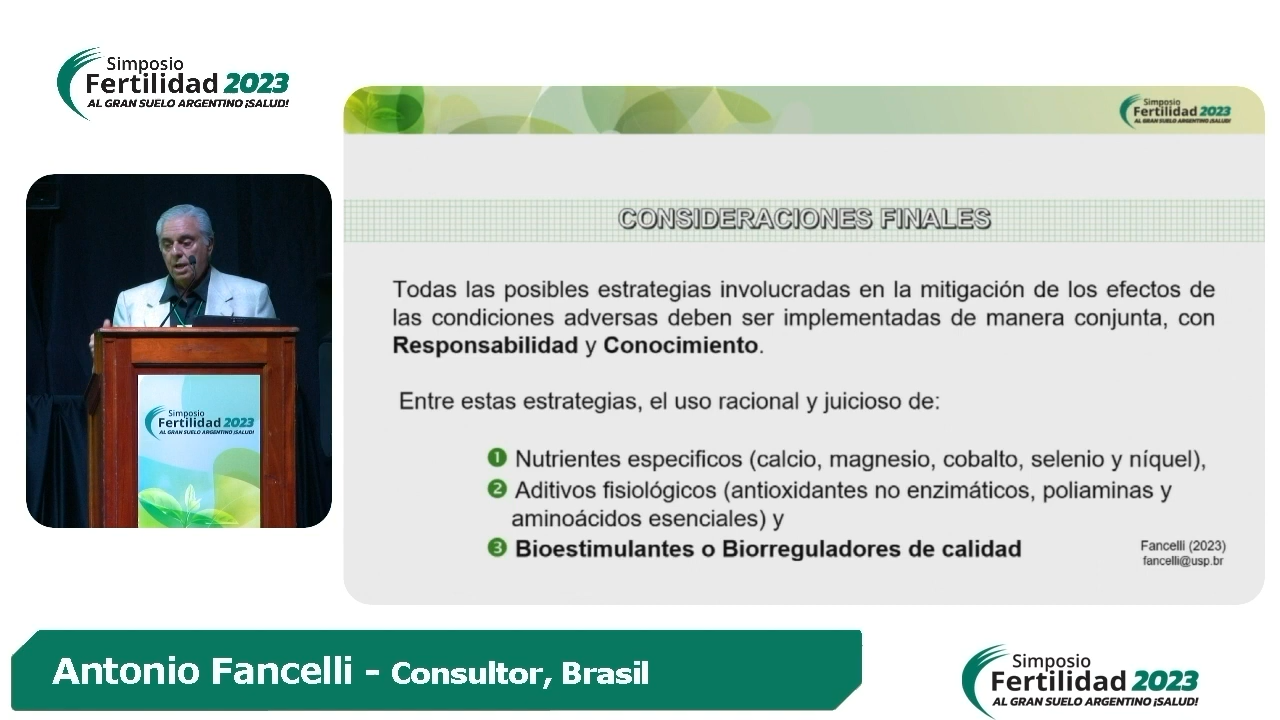 Simposio
Fertilidad 2023
AL GRAN SUELO ARGENTINO ¡SALUD!
Simposio
Fertilidad 2023
AL GRAN SUELO ARGENTINO ¡SALUD!
CONSIDERACIONES FINALES
Todas las posibles estrategias involucradas en la mitigación de los efectos de
las condiciones adversas deben ser implementadas de manera conjunta, con
Responsabilidad y Conocimiento.
Entre estas estrategias, el uso racional y juicioso de:
1 Nutrientes especificos (calcio, magnesio, cobalto, selenio y níquel),
2 Aditivos fisiológicos (antioxidantes no enzimáticos, poliaminas y
aminoácidos esenciales) y
3 Bioestimulantes o Biorreguladores de calidad
Fancelli (2023)
fancelli@usp.br
Simposio
Fertilidad 2023
AL GRAN SUELO ARGENTINO ¡SALUD!
Antonio Fancelli - Consultor, Brasil
Simposio
Fertilidad 2023
AL GRAN SUELO ARGENTINO ¡SALUD!